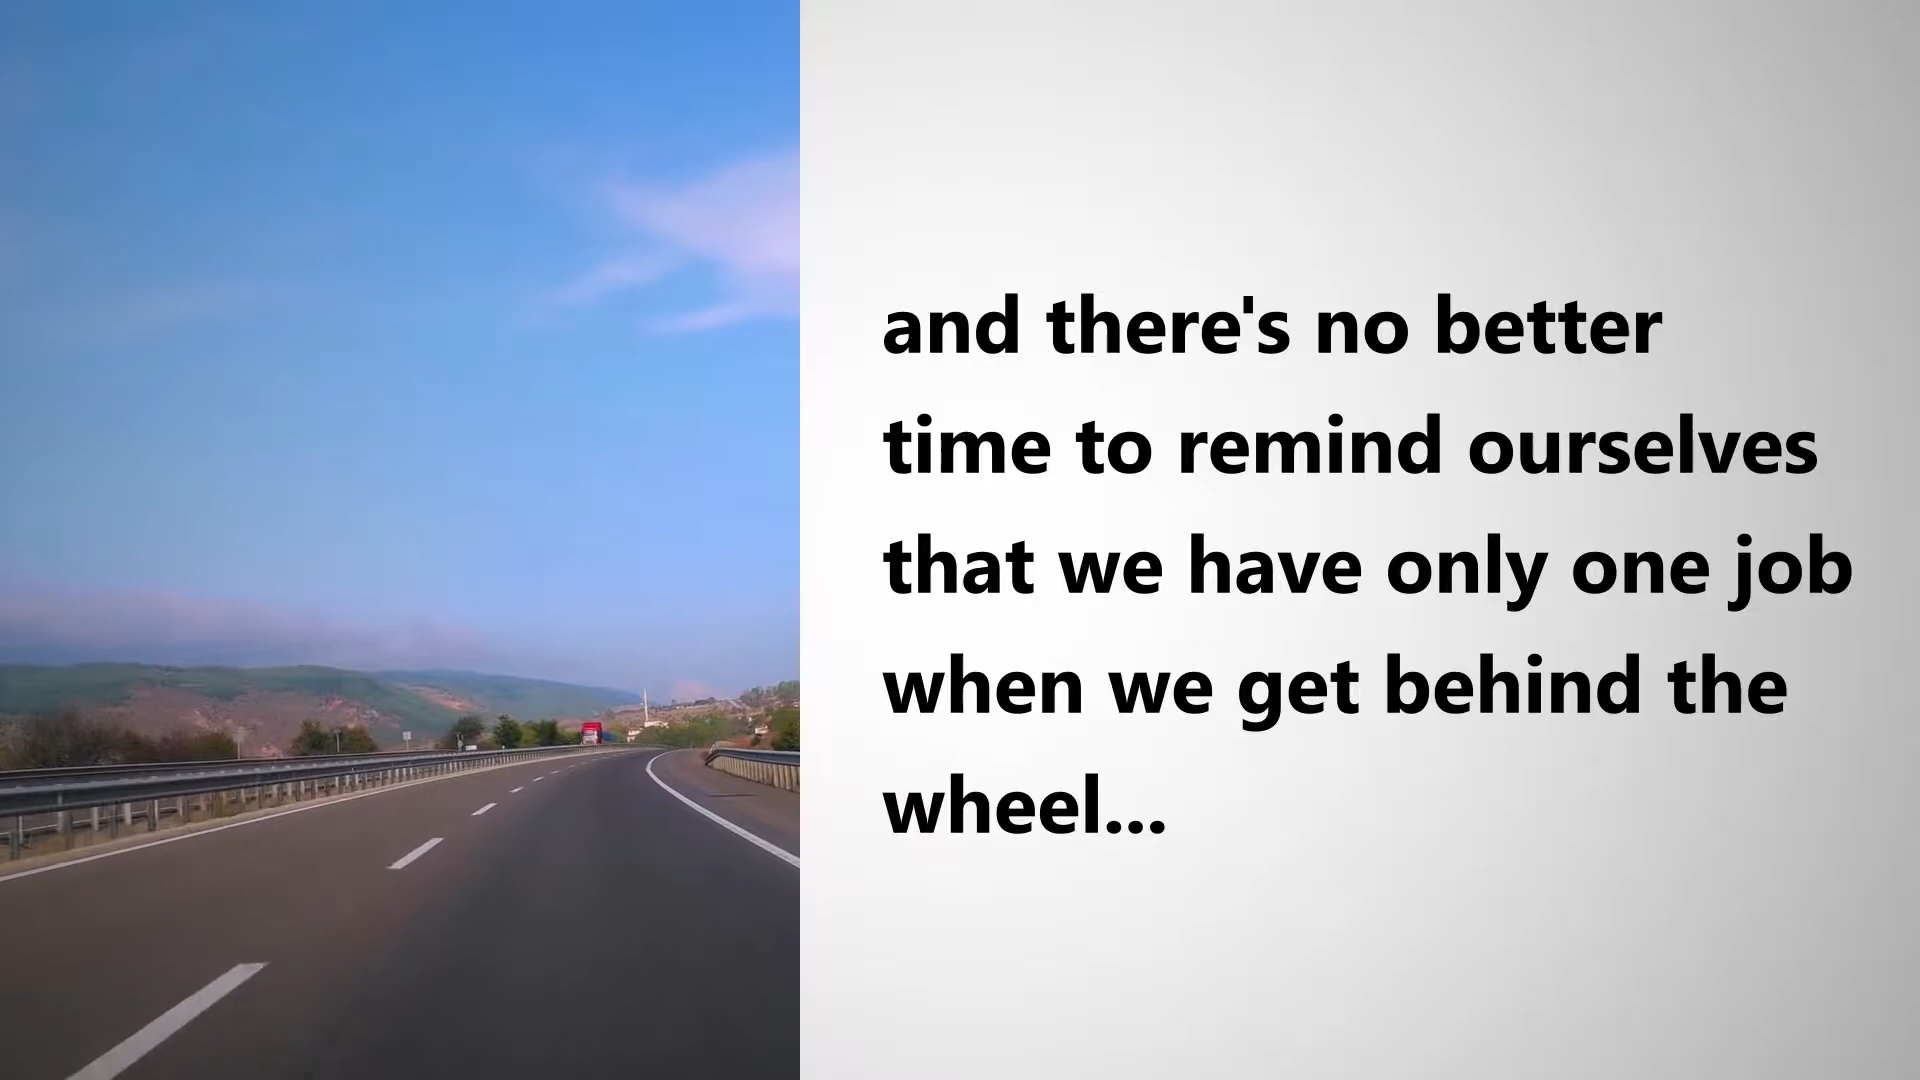 and there's no better
time to remind ourselves
that we have only one job
when we get behind the
wheel...